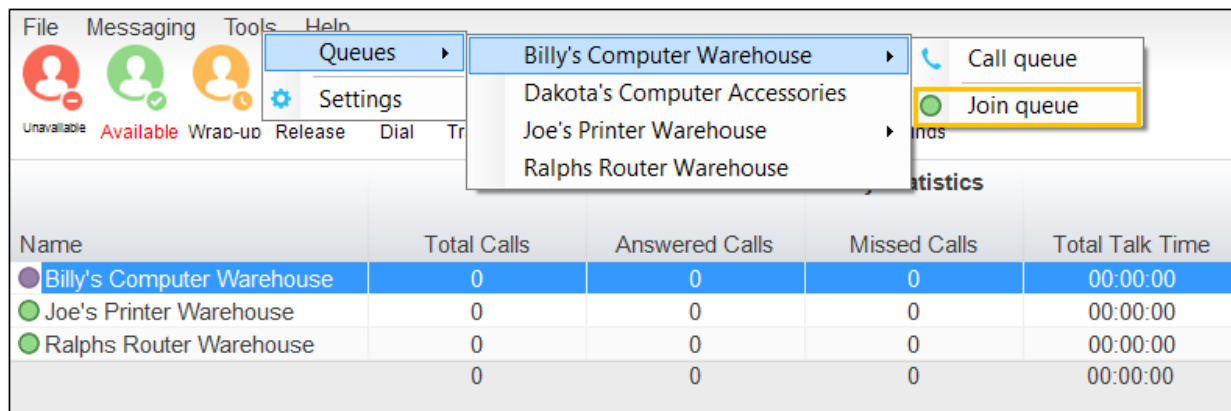 File Messaging Tools Help
Queues Billy's Computer Warehouse Call queue
Settings Dakota's Computer Accessories Join queue
Unavailable Available Wrap-up Release Dial Joe's Printer Warehouse
Ralphs Router Warehouse
Name Total Calls Answered Calls Missed Calls Total Talk Time
Billy's Computer Warehouse 0 0 0 00:00:00
Joe's Printer Warehouse 0 0 0 00:00:00
Ralphs Router Warehouse 0 0 0 00:00:00
0 0 0 00:00:00